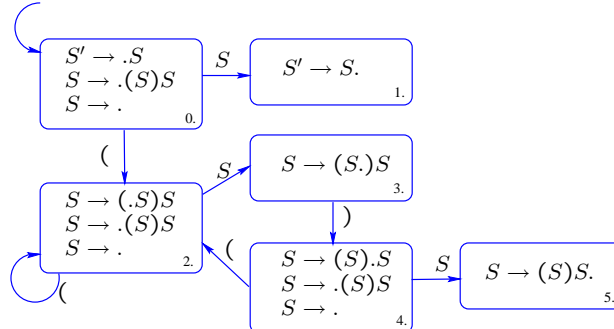 S′ → .S
S → .(S)S
S → .
0.
S
S′ → S.
1.
(
S → (.S)S
S → .(S)S
S → .
2.
(
S
S → (S.)S
3.
)
(
S → (S).S
S → .(S)S
S → .
4.
S
S → (S)S.
5.